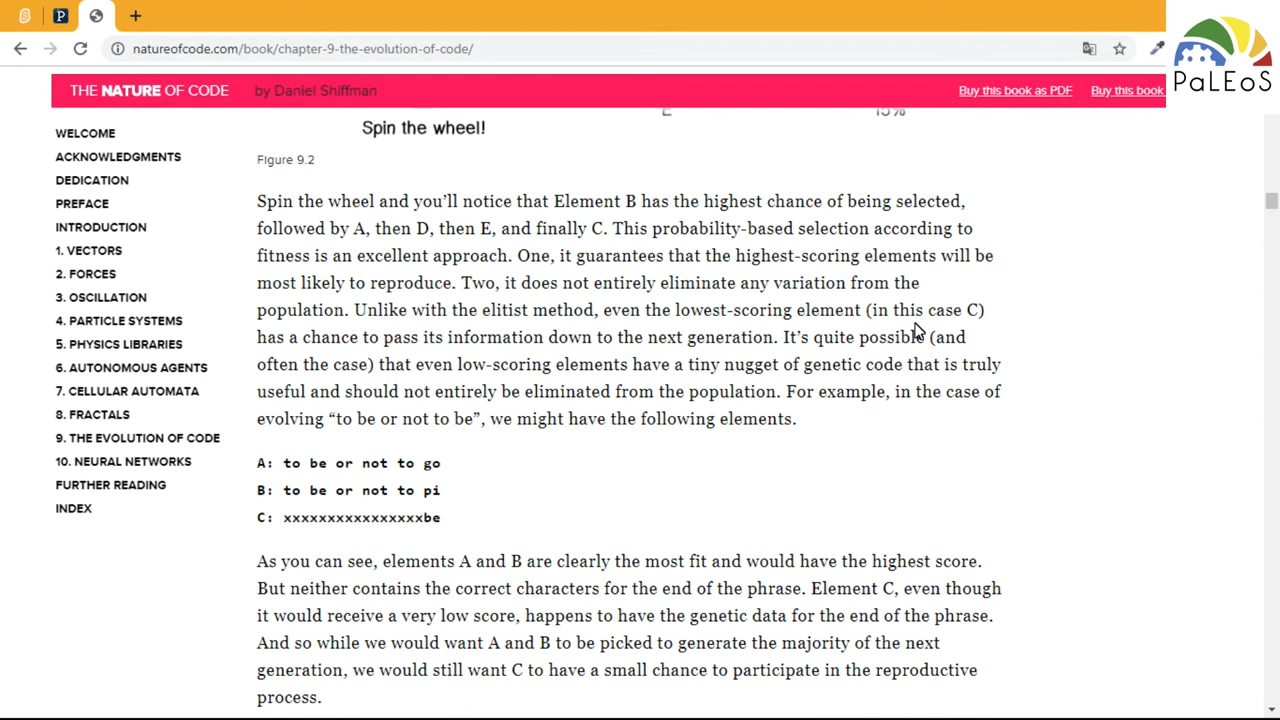 natureofcode.com/book/chapter-9-the-evolution-of-code/
PaLEoS
THE NATURE OF CODE by Daniel Shiffman Buy this book as PDF Buy this book
WELCOME
ACKNOWLEDGMENTS
DEDICATION
PREFACE
INTRODUCTION
1. VECTORS
2. FORCES
3. OSCILLATION
4. PARTICLE SYSTEMS
5. PHYSICS LIBRARIES
6. AUTONOMOUS AGENTS
7. CELLULAR AUTOMATA
8. FRACTALS
9. THE EVOLUTION OF CODE
10. NEURAL NETWORKS
FURTHER READING
INDEX
E 15%
Spin the wheel!
Figure 9.2
Spin the wheel and you’ll notice that Element B has the highest chance of being selected,
followed by A, then D, then E, and finally C. This probability-based selection according to
fitness is an excellent approach. One, it guarantees that the highest-scoring elements will be
most likely to reproduce. Two, it does not entirely eliminate any variation from the
population. Unlike with the elitist method, even the lowest-scoring element (in this case C)
has a chance to pass its information down to the next generation. It’s quite possible (and
often the case) that even low-scoring elements have a tiny nugget of genetic code that is truly
useful and should not entirely be eliminated from the population. For example, in the case of
evolving “to be or not to be”, we might have the following elements.
A: to be or not to go
B: to be or not to pi
C: xxxxxxxxxxxxxxxxbe
As you can see, elements A and B are clearly the most fit and would have the highest score.
But neither contains the correct characters for the end of the phrase. Element C, even though
it would receive a very low score, happens to have the genetic data for the end of the phrase.
And so while we would want A and B to be picked to generate the majority of the next
generation, we would still want C to have a small chance to participate in the reproductive
process.